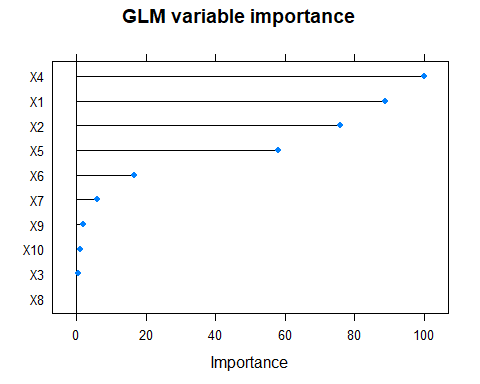 GLM variable importance
X4
X1
X2
X5
X6
X7
X9
X10
X3
X8
0 20 40 60 80 100
Importance